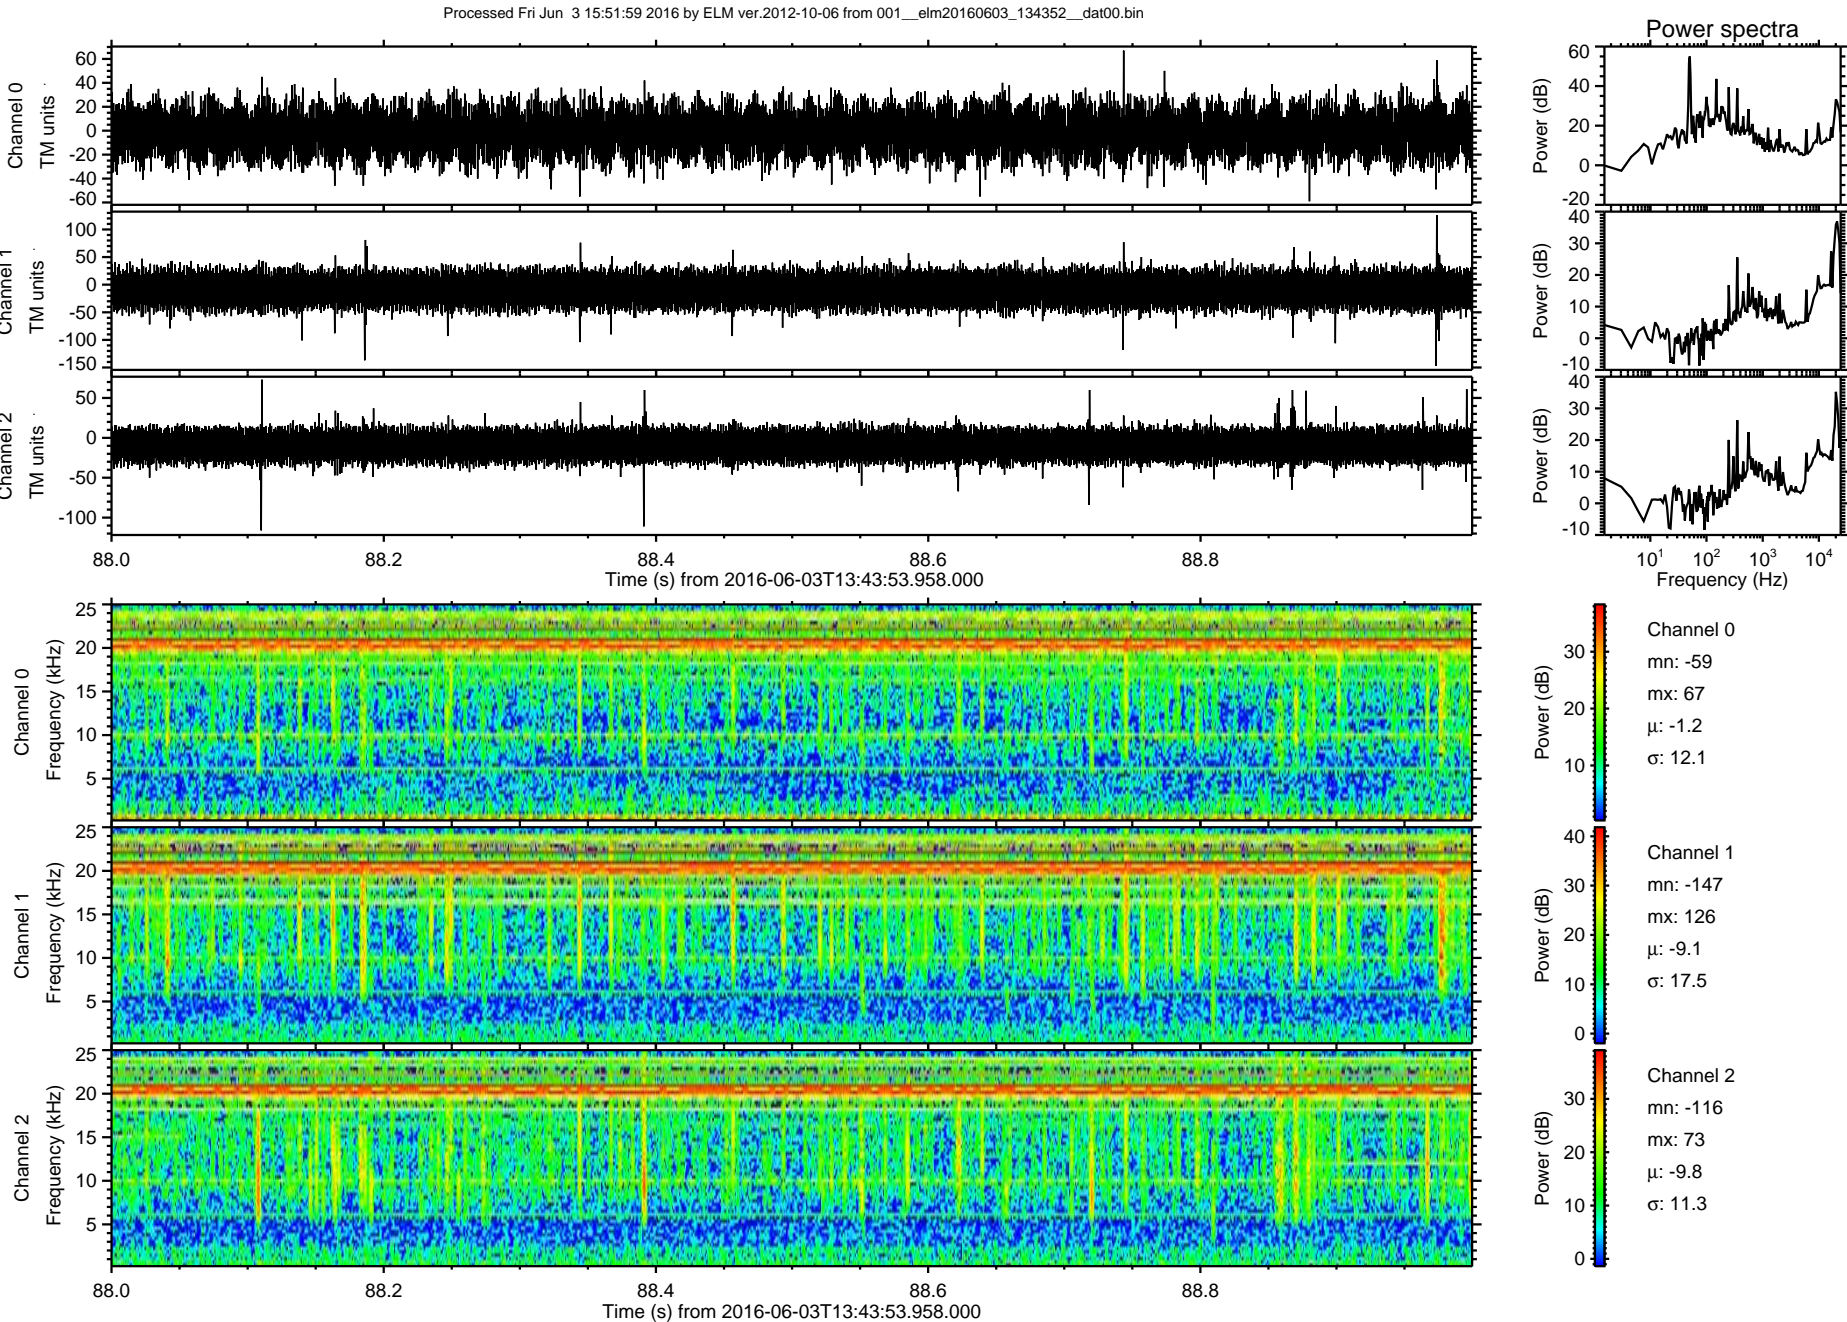 Processed Fri Jun  3 15:51:59 2016 by ELM ver.2012-10-06 from 001__elm20160603_134352__dat00.bin
Power spectra
Channel 0
TM units
60
40
20
0
-20
-40
-60
Power (dB)
60
40
20
0
-20
Channel 1
TM units
100
50
0
-50
-100
-150
Power (dB)
40
30
20
10
0
-10
Channel 2
TM units
50
0
-50
-100
Power (dB)
40
30
20
10
0
-10
88.0 88.2 88.4 88.6 88.8
Time (s) from 2016-06-03T13:43:53.958.000
10^1 10^2 10^3 10^4
Frequency (Hz)
Channel 0
Frequency (kHz)
25
20
15
10
5
Power (dB)
30
20
10
Channel 0
mn: -59
mx: 67
μ: -1.2
σ: 12.1
Channel 1
Frequency (kHz)
25
20
15
10
5
Power (dB)
40
30
20
10
0
Channel 1
mn: -147
mx: 126
μ: -9.1
σ: 17.5
Channel 2
Frequency (kHz)
25
20
15
10
5
Power (dB)
30
20
10
0
Channel 2
mn: -116
mx: 73
μ: -9.8
σ: 11.3
88.0 88.2 88.4 88.6 88.8
Time (s) from 2016-06-03T13:43:53.958.000